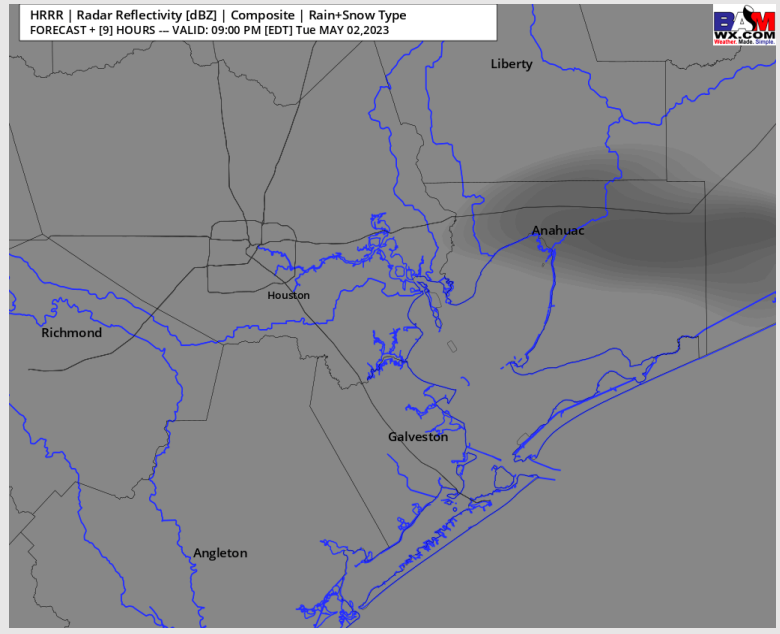 HRRR | Radar Reflectivity [dBZ] | Composite | Rain+Snow Type
FORECAST + [9] HOURS --- VALID: 09:00 PM [EDT] Tue MAY 02,2023
BAM
WX.COM
Weather. Made. Simple.
Liberty
Anahuac
Houston
Richmond
Galveston
Angleton